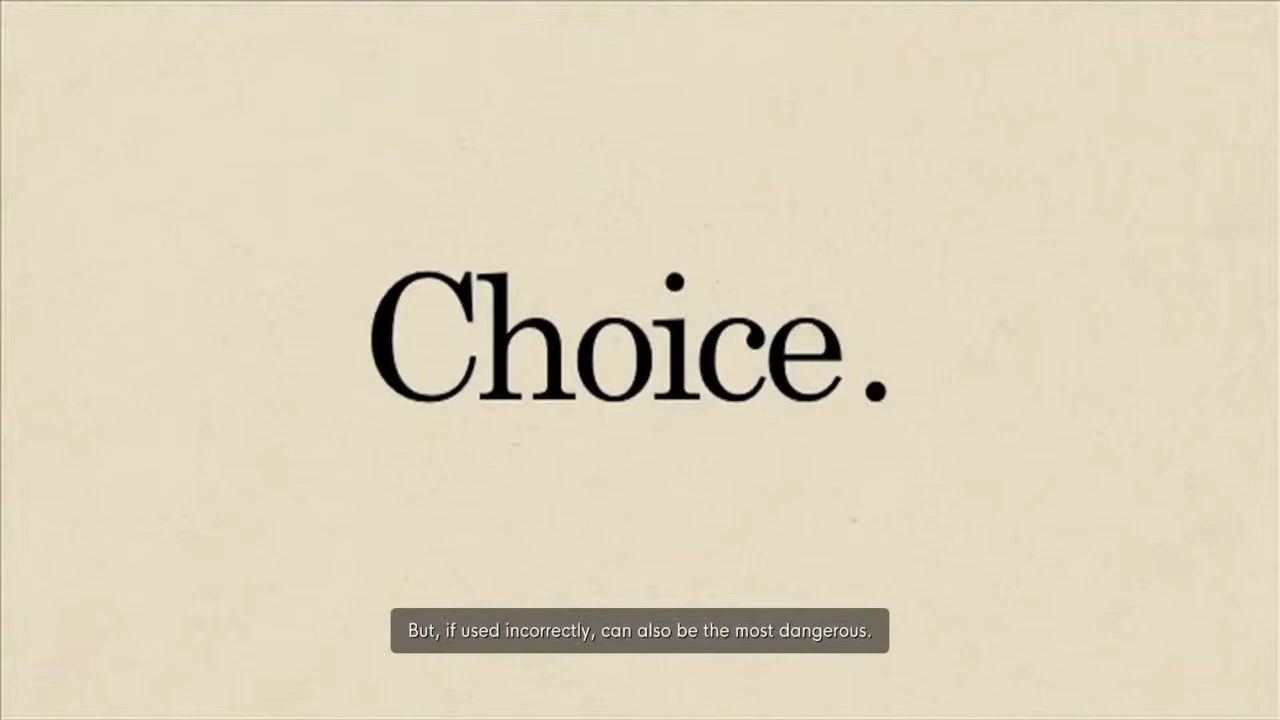 Choice.
But, if used incorrectly, can also be the most dangerous.